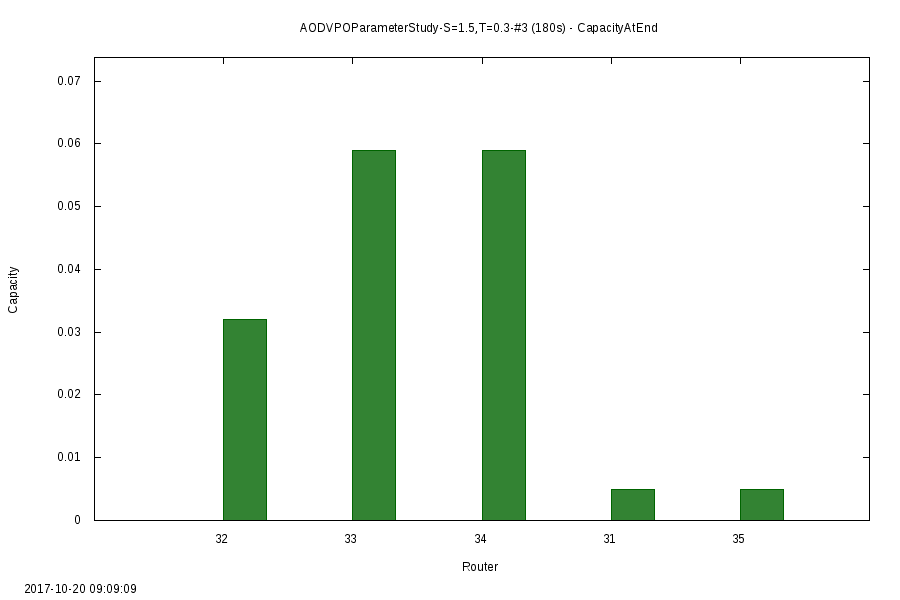 AODVPOParameterStudy-S=1.5,T=0.3-#3 (180s) - CapacityAtEnd
0.07
0.06
0.05
0.04
0.03
0.02
0.01
0
Capacity
32 33 34 31 35
Router
2017-10-20 09:09:09